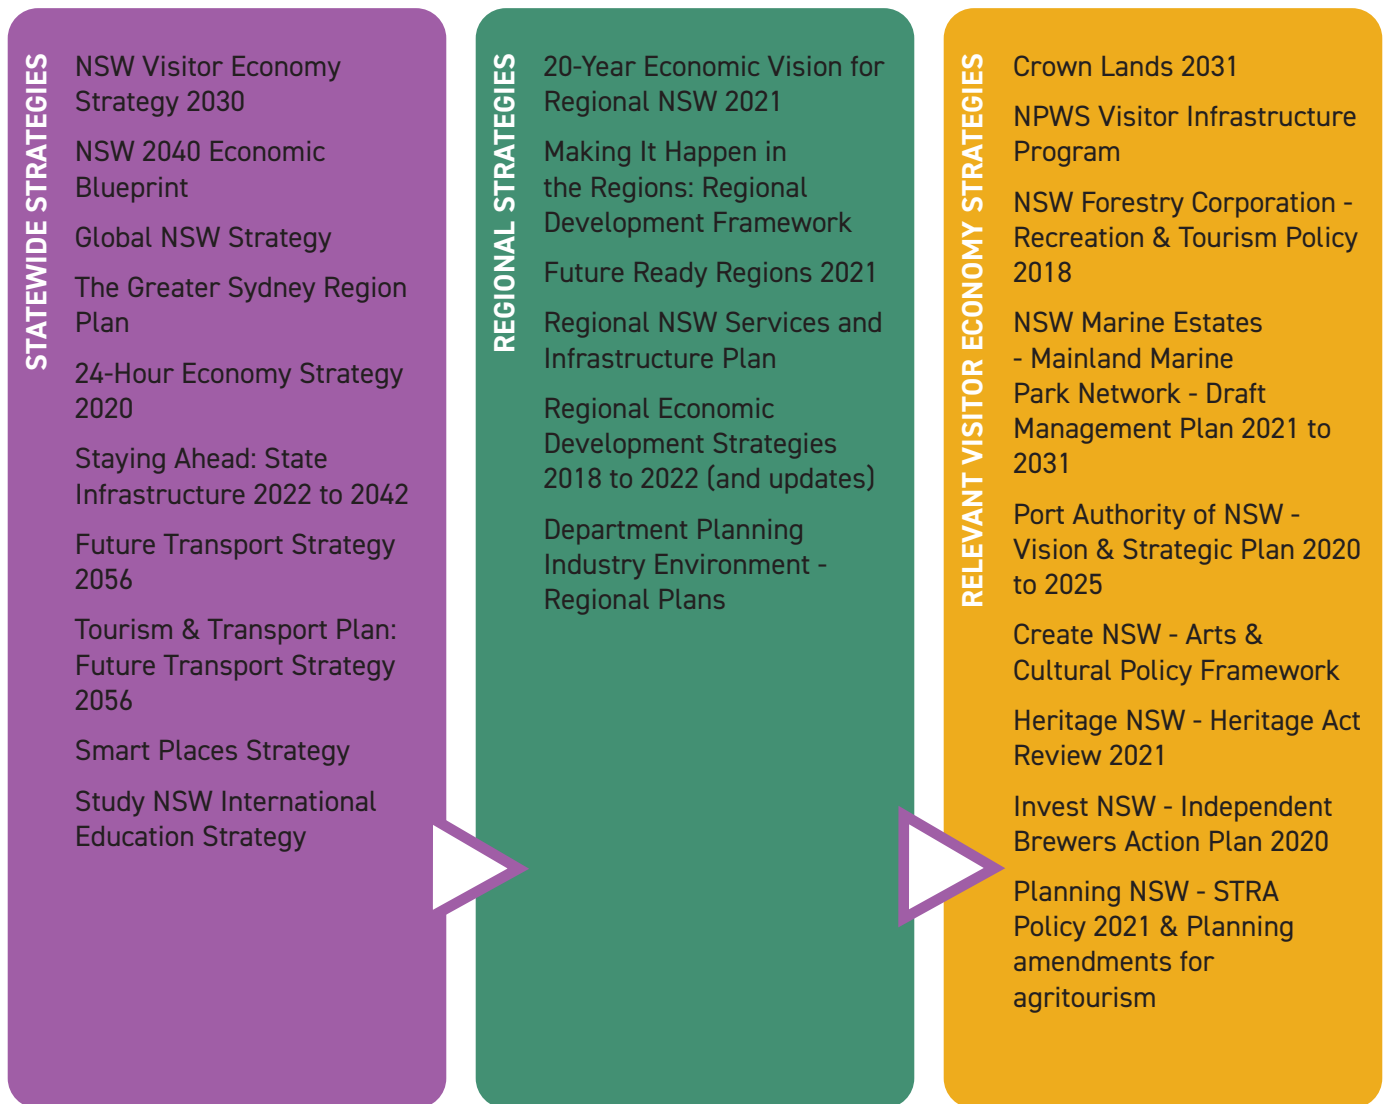 STATEWIDE STRATEGIES
NSW Visitor Economy
Strategy 2030
NSW 2040 Economic
Blueprint
Global NSW Strategy
The Greater Sydney Region
Plan
24-Hour Economy Strategy
2020
Staying Ahead: State
Infrastructure 2022 to 2042
Future Transport Strategy
2056
Tourism & Transport Plan:
Future Transport Strategy
2056
Smart Places Strategy
Study NSW International
Education Strategy
REGIONAL STRATEGIES
20-Year Economic Vision for
Regional NSW 2021
Making It Happen in
the Regions: Regional
Development Framework
Future Ready Regions 2021
Regional NSW Services and
Infrastructure Plan
Regional Economic
Development Strategies
2018 to 2022 (and updates)
Department Planning
Industry Environment -
Regional Plans
RELEVANT VISITOR ECONOMY STRATEGIES
Crown Lands 2031
NPWS Visitor Infrastructure
Program
NSW Forestry Corporation -
Recreation & Tourism Policy
2018
NSW Marine Estates
- Mainland Marine
Park Network - Draft
Management Plan 2021 to
2031
Port Authority of NSW -
Vision & Strategic Plan 2020
to 2025
Create NSW - Arts &
Cultural Policy Framework
Heritage NSW - Heritage Act
Review 2021
Invest NSW - Independent
Brewers Action Plan 2020
Planning NSW - STRA
Policy 2021 & Planning
amendments for
agritourism